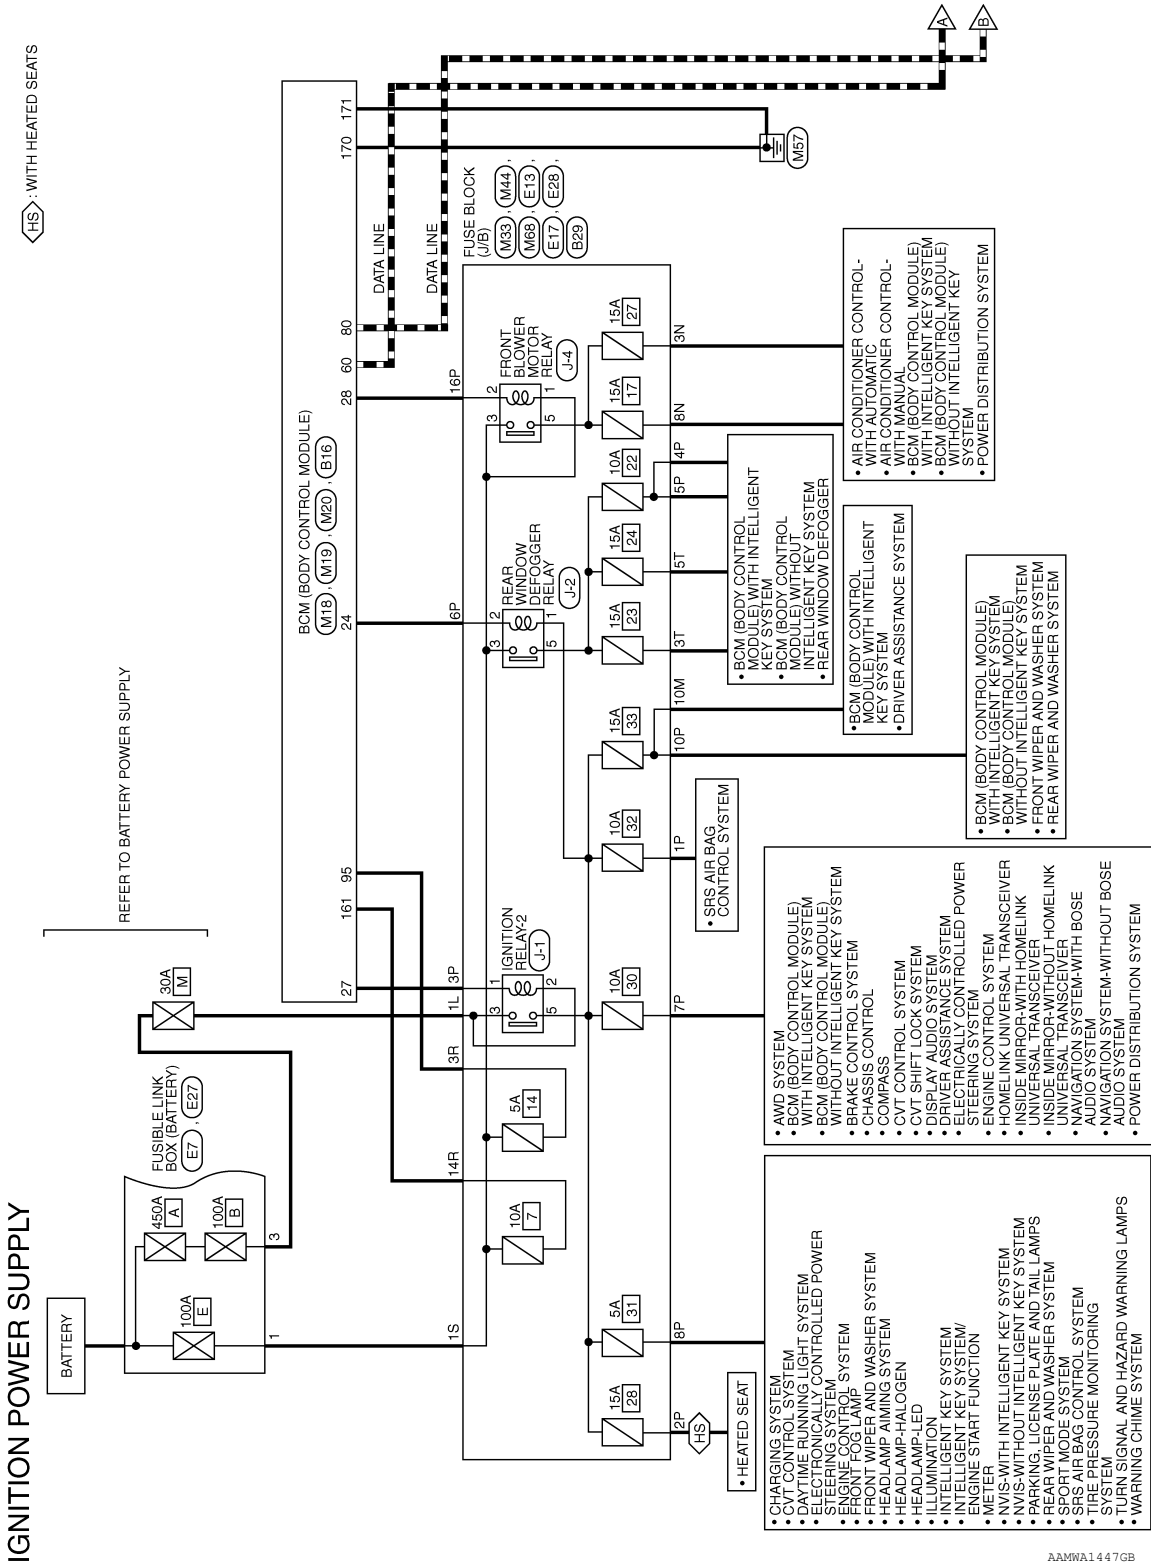 IGNITION POWER SUPPLY
HS : WITH HEATED SEATS
REFER TO BATTERY POWER SUPPLY
BATTERY
100A
E
450A
A
100A
B
FUSIBLE LINK
BOX (BATTERY)
E7 , E27
1
3
30A
M
BCM (BODY CONTROL MODULE)
M18 , M19 , M20 , B16
27
161
95
24
28
60
80
170
171
DATA LINE
DATA LINE
A
B
M57
FUSE BLOCK
(J/B)
M33 , M44 ,
M68 , E13 ,
E17 , E28 ,
B29
1S
14R
3R
1L
3P
6P
16P
10A
7
5A
14
IGNITION
RELAY-2
J-1
1
2
3
5
REAR
WINDOW
DEFOGGER
RELAY
J-2
2
1
3
5
FRONT
BLOWER
MOTOR
RELAY
J-4
2
1
3
5
15A
28
5A
31
10A
30
10A
32
15A
33
15A
23
15A
24
10A
22
15A
17
15A
27
2P
8P
7P
1P
10P
10M
3T
5T
5P
4P
8N
3N
HS
• HEATED SEAT
• CHARGING SYSTEM
• CVT CONTROL SYSTEM
• DAYTIME RUNNING LIGHT SYSTEM
• ELECTRONICALLY CONTROLLED POWER
STEERING SYSTEM
• ENGINE CONTROL SYSTEM
• FRONT FOG LAMP
• FRONT WIPER AND WASHER SYSTEM
• HEADLAMP AIMING SYSTEM
• HEADLAMP-HALOGEN
• HEADLAMP-LED
• ILLUMINATION
• INTELLIGENT KEY SYSTEM
• INTELLIGENT KEY SYSTEM/
ENGINE START FUNCTION
• METER
• NVIS-WITH INTELLIGENT KEY SYSTEM
• NVIS-WITHOUT INTELLIGENT KEY SYSTEM
• PARKING, LICENSE PLATE AND TAIL LAMPS
• REAR WIPER AND WASHER SYSTEM
• SPORT MODE SYSTEM
• SRS AIR BAG CONTROL SYSTEM
• TIRE PRESSURE MONITORING
SYSTEM
• TURN SIGNAL AND HAZARD WARNING LAMPS
• WARNING CHIME SYSTEM
• AWD SYSTEM
• BCM (BODY CONTROL MODULE)
WITH INTELLIGENT KEY SYSTEM
• BCM (BODY CONTROL MODULE)
WITHOUT INTELLIGENT KEY SYSTEM
• BRAKE CONTROL SYSTEM
• CHASSIS CONTROL
• COMPASS
• CVT CONTROL SYSTEM
• CVT SHIFT LOCK SYSTEM
• DISPLAY AUDIO SYSTEM
• DRIVER ASSISTANCE SYSTEM
• ELECTRICALLY CONTROLLED POWER
STEERING SYSTEM
• ENGINE CONTROL SYSTEM
• HOMELINK UNIVERSAL TRANSCEIVER
• INSIDE MIRROR-WITH HOMELINK
UNIVERSAL TRANSCEIVER
• INSIDE MIRROR-WITHOUT HOMELINK
UNIVERSAL TRANSCEIVER
• NAVIGATION SYSTEM-WITH BOSE
AUDIO SYSTEM
• NAVIGATION SYSTEM-WITHOUT BOSE
AUDIO SYSTEM
• POWER DISTRIBUTION SYSTEM
• SRS AIR BAG
CONTROL SYSTEM
• BCM (BODY CONTROL MODULE)
WITH INTELLIGENT KEY SYSTEM
• BCM (BODY CONTROL MODULE)
WITHOUT INTELLIGENT KEY SYSTEM
• FRONT WIPER AND WASHER SYSTEM
• REAR WIPER AND WASHER SYSTEM
• BCM (BODY CONTROL
MODULE) WITH INTELLIGENT
KEY SYSTEM
• DRIVER ASSISTANCE SYSTEM
• BCM (BODY CONTROL
MODULE) WITH INTELLIGENT
KEY SYSTEM
• BCM (BODY CONTROL
MODULE) WITHOUT
INTELLIGENT KEY SYSTEM
• REAR WINDOW DEFOGGER
• AIR CONDITIONER CONTROL-
WITH AUTOMATIC
• AIR CONDITIONER CONTROL-
WITH MANUAL
• BCM (BODY CONTROL MODULE)
WITH INTELLIGENT KEY SYSTEM
• BCM (BODY CONTROL MODULE)
WITHOUT INTELLIGENT KEY
SYSTEM
• POWER DISTRIBUTION SYSTEM
AAMWA1447GB